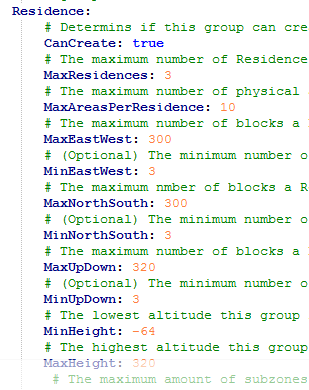 Residence:
# Determins if this group can cre
CanCreate: true
# The maximum number of Residence
MaxResidences: 3
# The maximum number of physical
MaxAreasPerResidence: 10
# The maximum number of blocks a
MaxEastWest: 300
# (Optional) The minimum number o
MinEastWest: 3
# The maximum nmber of blocks a R
MaxNorthSouth: 300
# (Optional) The minimum number o
MinNorthSouth: 3
# The maximum number of blocks a
MaxUpDown: 320
# (Optional) The minimum number o
MinUpDown: 3
# The lowest altitude this group
MinHeight: -64
# The highest altitude this group
MaxHeight: 320
# The maximum amount of subzones